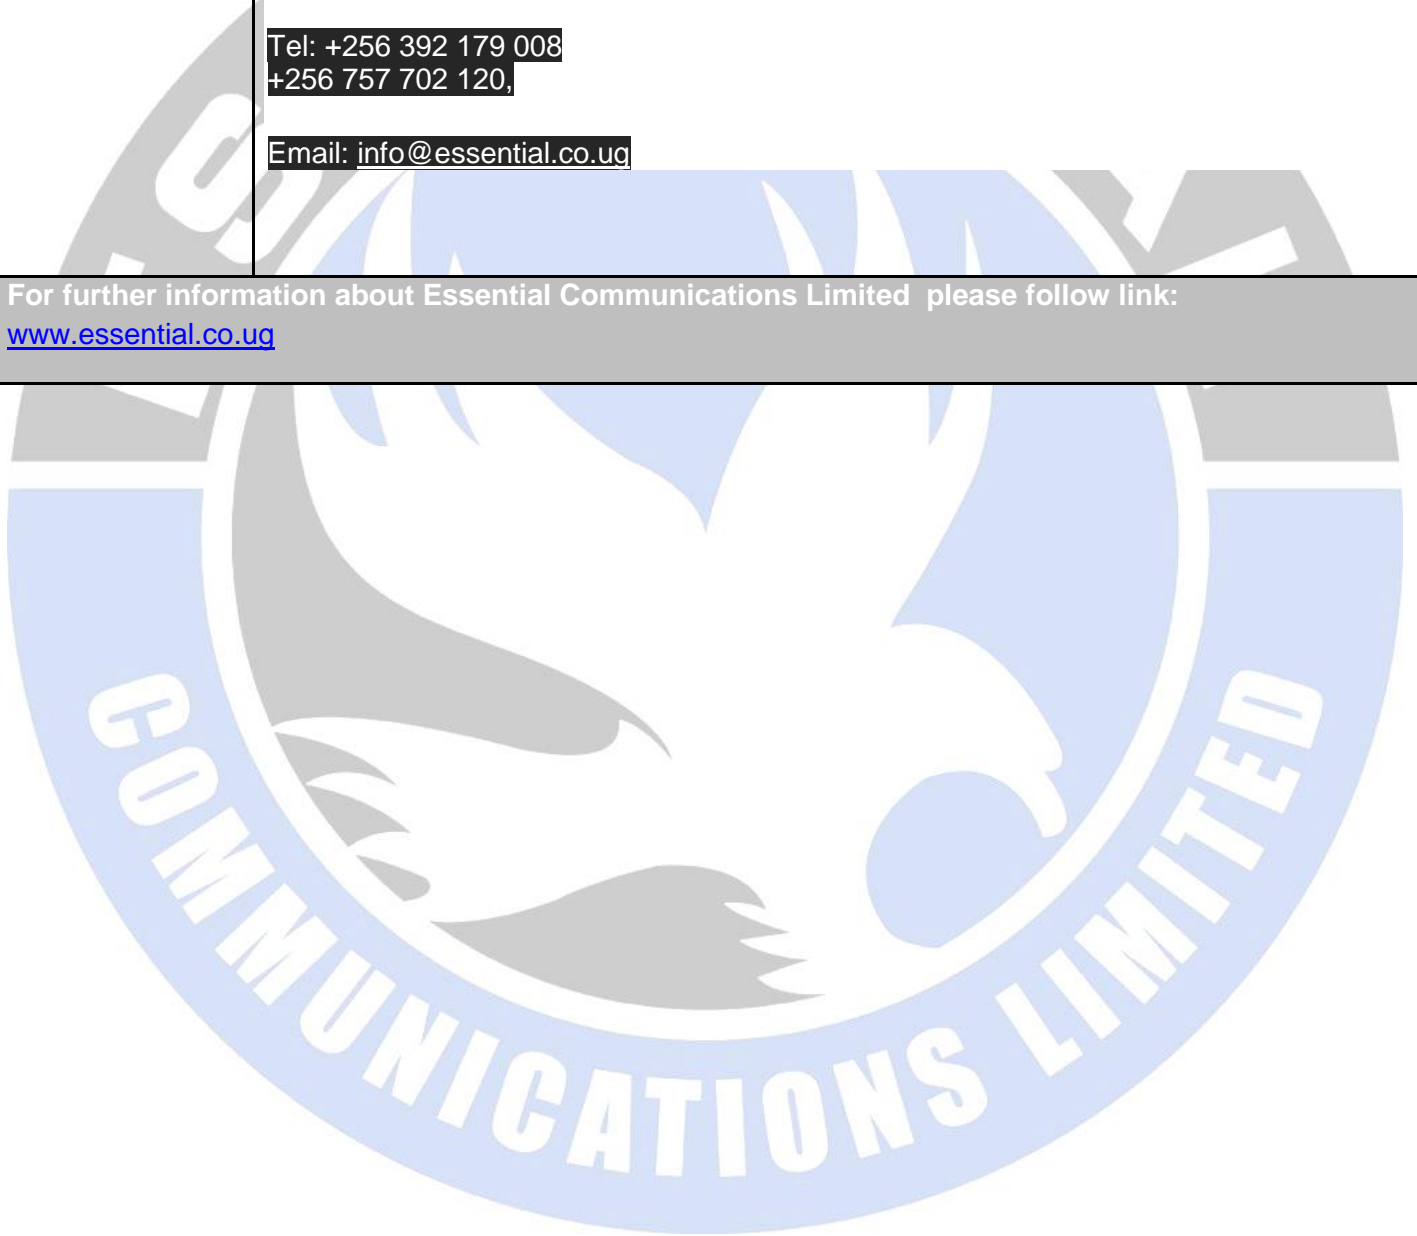 Tel: +256 392 179 008
+256 757 702 120,
Email: info@essential.co.ug
For further information about Essential Communications Limited  please follow link:
www.essential.co.ug
COMMUNICATIONS LIMITED